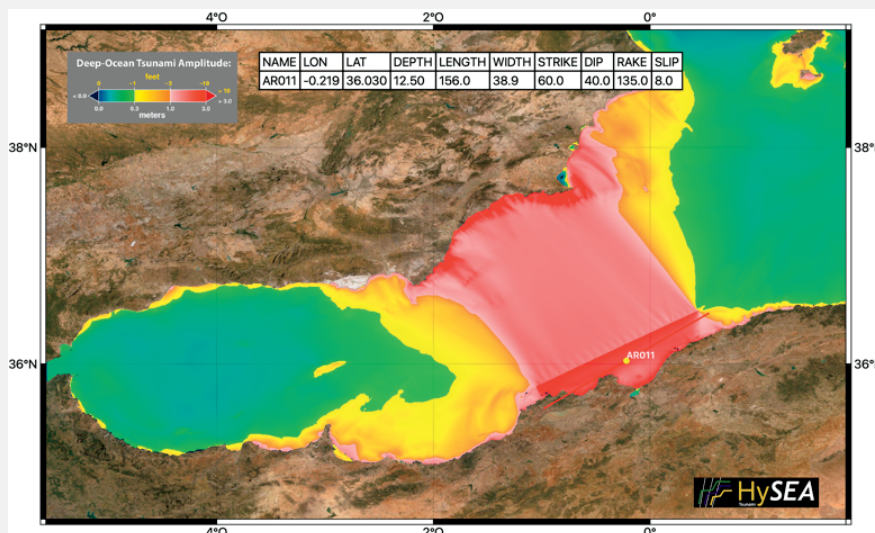 4°O 2°O 0°
Deep-Ocean Tsunami Amplitude:
feet
0 ~1 ~3 ~10 > 10
< 0.0 > 3.0
0.0 0.3 1.0 3.0
meters
NAME LON LAT DEPTH LENGTH WIDTH STRIKE DIP RAKE SLIP
AR011 -0.219 36.030 12.50 156.0 38.9 60.0 40.0 135.0 8.0
38°N 38°N
36°N 36°N
AR011
HySEA
Tsunami
4°O 2°O 0°